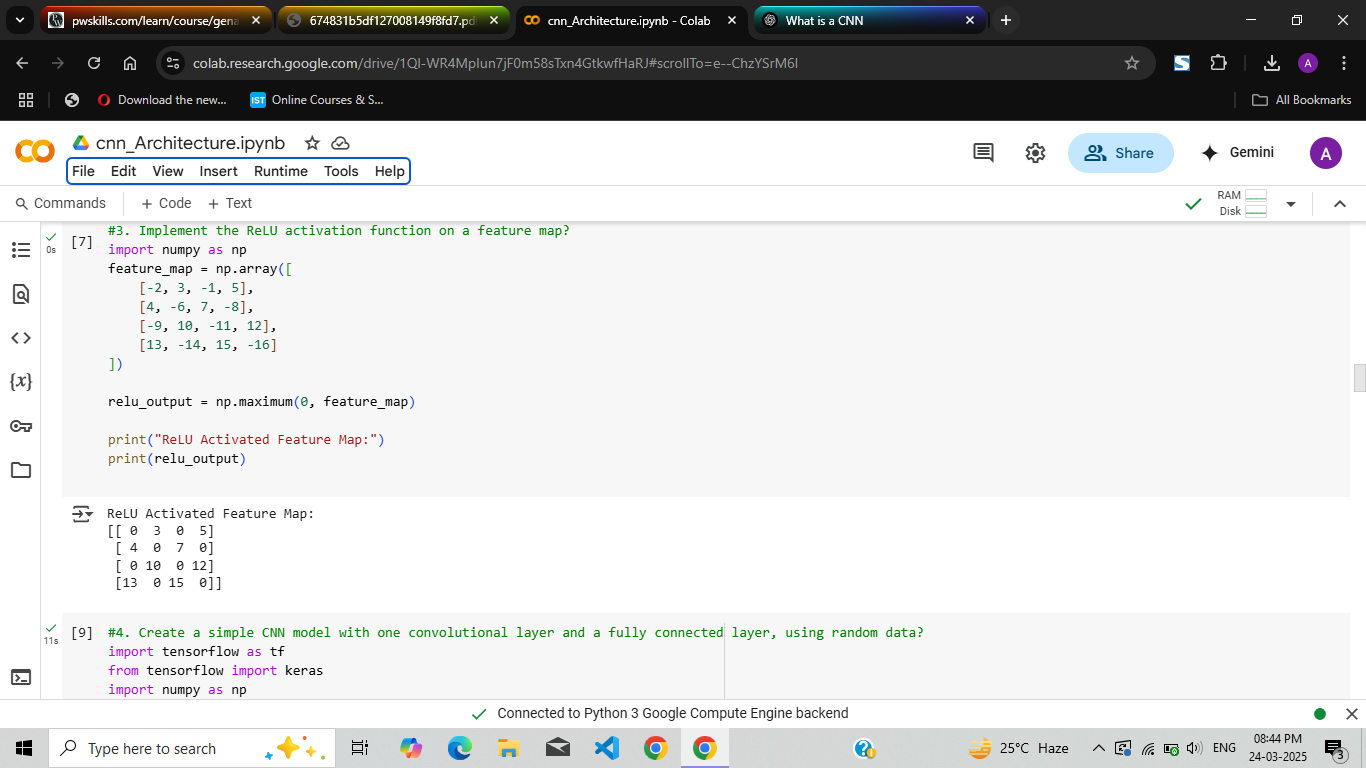 pwskills.com/learn/course/gena
674831b5df127008149f8fd7.pd
cnn_Architecture.ipynb - Colab
What is a CNN
colab.research.google.com/drive/1QI-WR4MpIun7jF0m58sTxn4GtkwfHaRJ#scrollTo=e--ChzYSrM6l
Download the new...
IST Online Courses & S...
All Bookmarks
cnn_Architecture.ipynb
Share
Gemini
A
File Edit View Insert Runtime Tools Help
Commands + Code + Text
RAM
Disk
0s
[7]
#3. Implement the ReLU activation function on a feature map?
import numpy as np
feature_map = np.array([
[-2, 3, -1, 5],
[4, -6, 7, -8],
[-9, 10, -11, 12],
[13, -14, 15, -16]
])
relu_output = np.maximum(0, feature_map)
print("ReLU Activated Feature Map:")
print(relu_output)
ReLU Activated Feature Map:
[[ 0 3 0 5]
[ 4 0 7 0]
[ 0 10 0 12]
[13 0 15 0]]
11s
[9] #4. Create a simple CNN model with one convolutional layer and a fully connected layer, using random data?
import tensorflow as tf
from tensorflow import keras
import numpy as np
Connected to Python 3 Google Compute Engine backend
Type here to search
25°C Haze
ENG
08:44 PM
24-03-2025
3